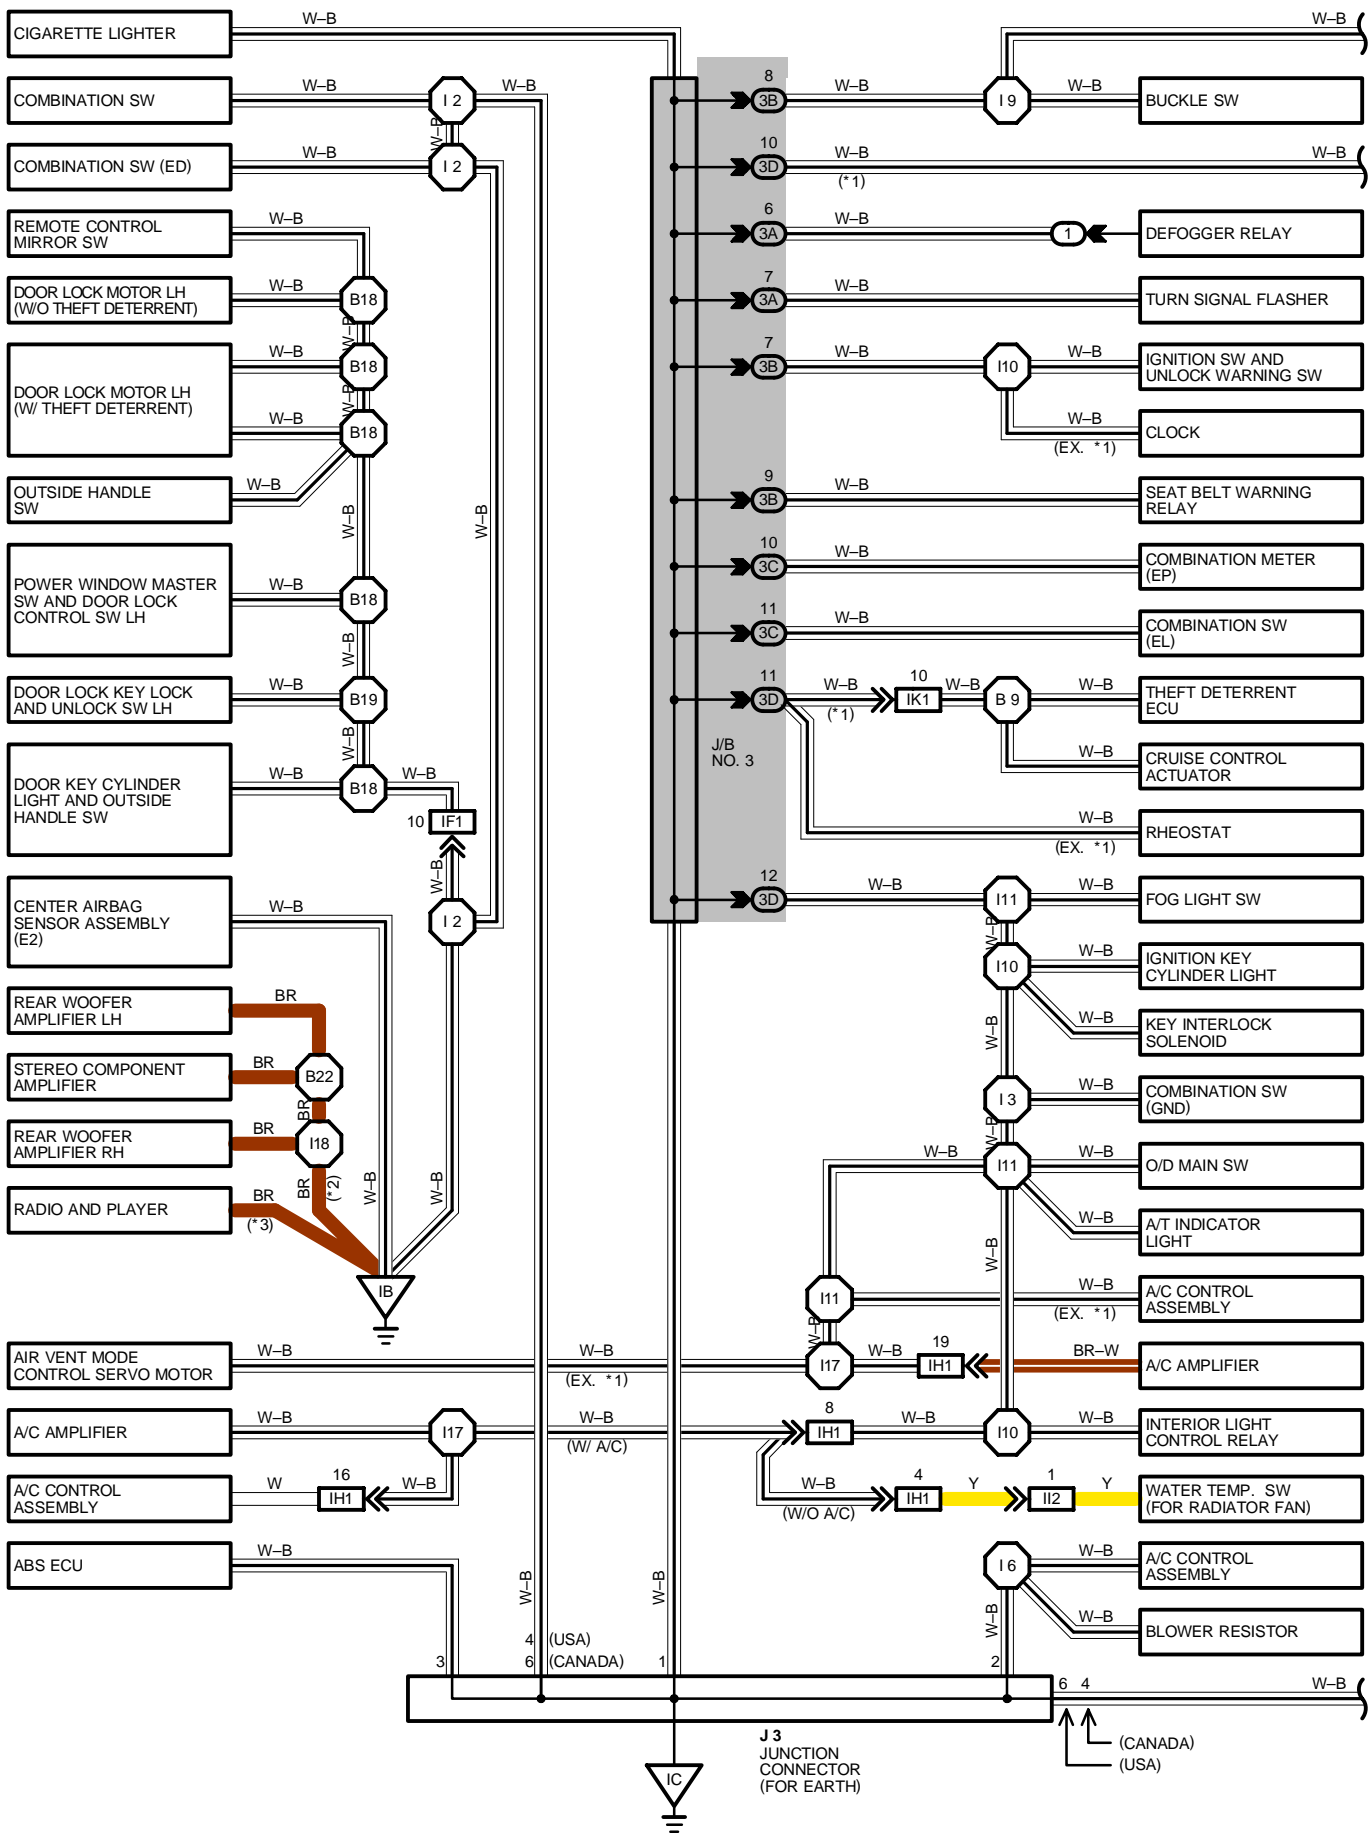 CIGARETTE LIGHTER
W–B
W–B
COMBINATION SW
W–B
I 2
W–B
8
3B
W–B
I 9
W–B
BUCKLE SW
W–B
COMBINATION SW (ED)
W–B
I 2
10
3D
W–B
(*1)
W–B
REMOTE CONTROL
MIRROR SW
W–B
6
3A
W–B
1
DEFOGGER RELAY
DOOR LOCK MOTOR LH
(W/O THEFT DETERRENT)
W–B
B18
7
3A
W–B
TURN SIGNAL FLASHER
W–B
DOOR LOCK MOTOR LH
(W/ THEFT DETERRENT)
W–B
B18
W–B
W–B
B18
7
3B
W–B
I10
W–B
IGNITION SW AND
UNLOCK WARNING SW
W–B
(EX. *1)
CLOCK
OUTSIDE HANDLE
SW
W–B
W–B
W–B
9
3B
W–B
SEAT BELT WARNING
RELAY
POWER WINDOW MASTER
SW AND DOOR LOCK
CONTROL SW LH
W–B
B18
W–B
10
3C
W–B
COMBINATION METER
(EP)
11
3C
W–B
COMBINATION SW
(EL)
DOOR LOCK KEY LOCK
AND UNLOCK SW LH
W–B
B19
W–B
11
3D
W–B
(*1)
10
IK1
W–B
B 9
W–B
THEFT DETERRENT
ECU
J/B
NO. 3
W–B
CRUISE CONTROL
ACTUATOR
DOOR KEY CYLINDER
LIGHT AND OUTSIDE
HANDLE SW
W–B
B18
W–B
10
IF1
W–B
W–B
(EX. *1)
RHEOSTAT
CENTER AIRBAG
SENSOR ASSEMBLY
(E2)
W–B
I 2
12
3D
W–B
I11
W–B
FOG LIGHT SW
W–B
I10
W–B
IGNITION KEY
CYLINDER LIGHT
REAR WOOFER
AMPLIFIER LH
BR
W–B
W–B
KEY INTERLOCK
SOLENOID
STEREO COMPONENT
AMPLIFIER
BR
B22
BR
I 3
W–B
COMBINATION SW
(GND)
W–B
REAR WOOFER
AMPLIFIER RH
BR
I18
BR
(*2)
W–B
W–B
W–B
I11
W–B
O/D MAIN SW
RADIO AND PLAYER
BR
(*3)
W–B
W–B
A/T INDICATOR
LIGHT
IB
I11
W–B
(EX. *1)
A/C CONTROL
ASSEMBLY
W–B
AIR VENT MODE
CONTROL SERVO MOTOR
W–B
W–B
(EX. *1)
I17
W–B
19
IH1
BR–W
A/C AMPLIFIER
A/C AMPLIFIER
W–B
I17
W–B
(W/ A/C)
8
IH1
W–B
I10
W–B
INTERIOR LIGHT
CONTROL RELAY
A/C CONTROL
ASSEMBLY
W
16
IH1
W–B
W–B
(W/O A/C)
4
IH1
Y
1
II2
Y
WATER TEMP. SW
(FOR RADIATOR FAN)
ABS ECU
W–B
W–B
W–B
I 6
W–B
A/C CONTROL
ASSEMBLY
W–B
W–B
BLOWER RESISTOR
4 (USA)
3
6 (CANADA)
1
2
6 4
W–B
J 3
JUNCTION
CONNECTOR
(FOR EARTH)
(CANADA)
(USA)
IC